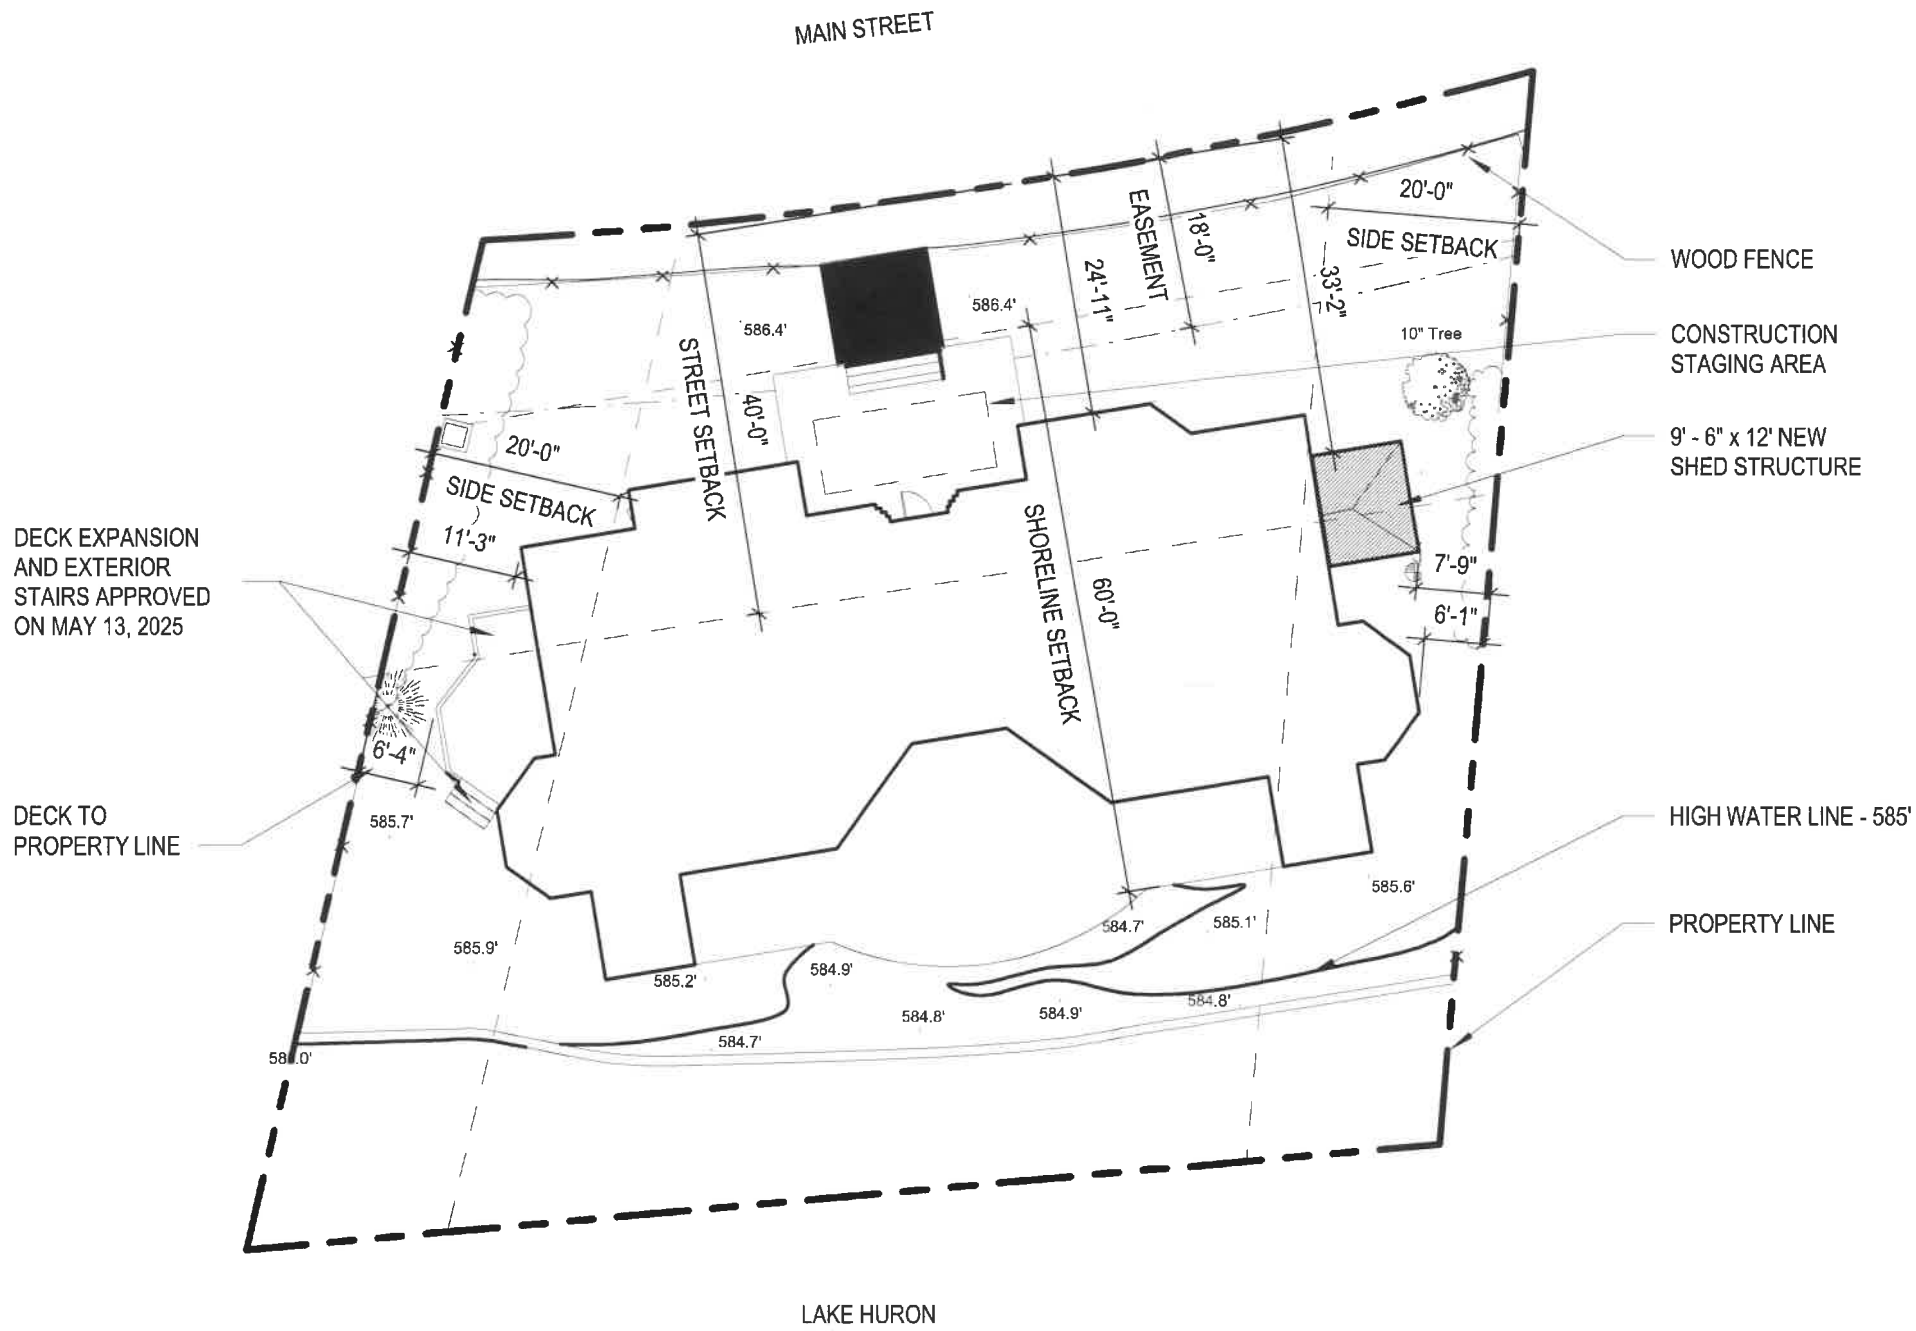 MAIN STREET
20'-0"
SIDE SETBACK
WOOD FENCE
EASEMENT
18'-0"
24'-11"
33'-2"
586.4'
586.4'
10" Tree
CONSTRUCTION
STAGING AREA
STREET SETBACK
40'-0"
20'-0"
SIDE SETBACK
9' - 6" x 12' NEW
SHED STRUCTURE
11'-3"
DECK EXPANSION
AND EXTERIOR
STAIRS APPROVED
ON MAY 13, 2025
SHORELINE SETBACK
60'-0"
7'-9"
6'-1"
6'-4"
DECK TO
PROPERTY LINE
585.7'
HIGH WATER LINE - 585'
585.6'
584.7'
585.1'
PROPERTY LINE
585.9'
585.2'
584.9'
584.8'
584.9'
584.8'
584.7'
LAKE HURON